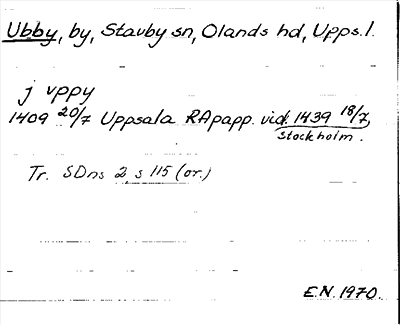 Ubby, by, Stavby sn, Olands hd, Upps. l.
j vppy
1409 20/7 Uppsala RApapp. vid. 1439 18/7
Stockholm.
Tr. SDns 2 s 115 (or.)
E.N. 1970.